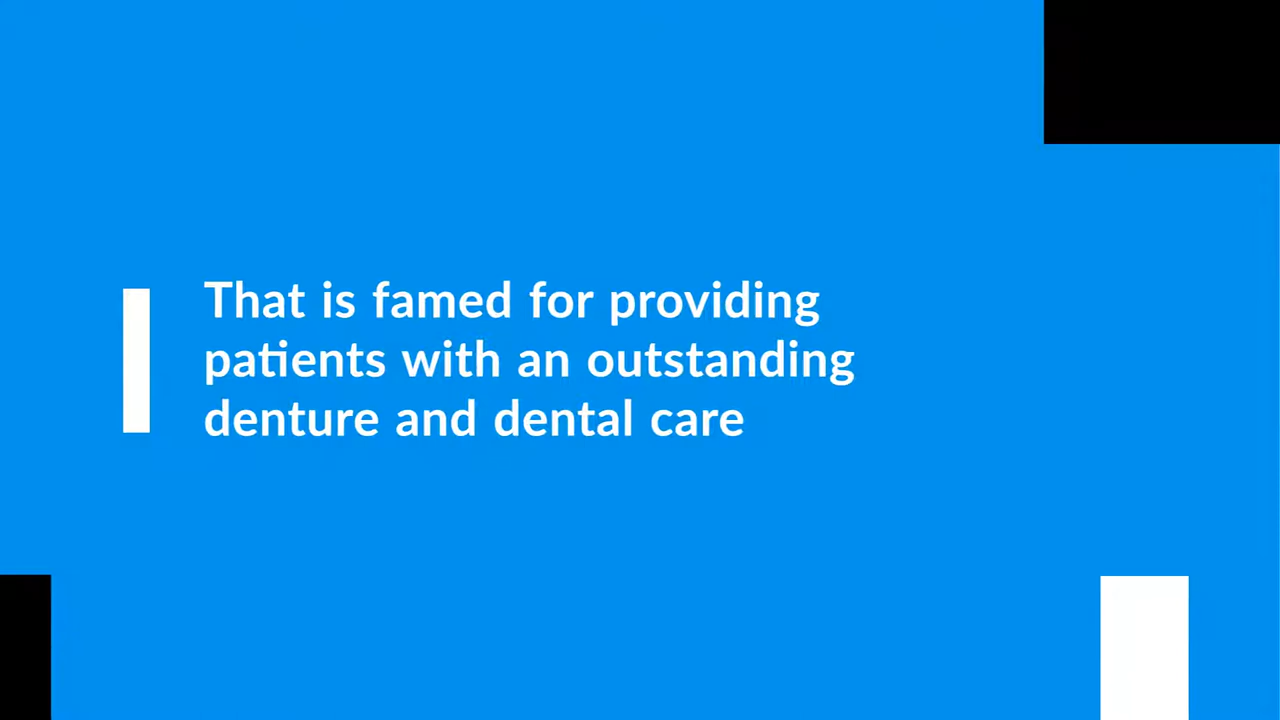 That is famed for providing
patients with an outstanding
denture and dental care